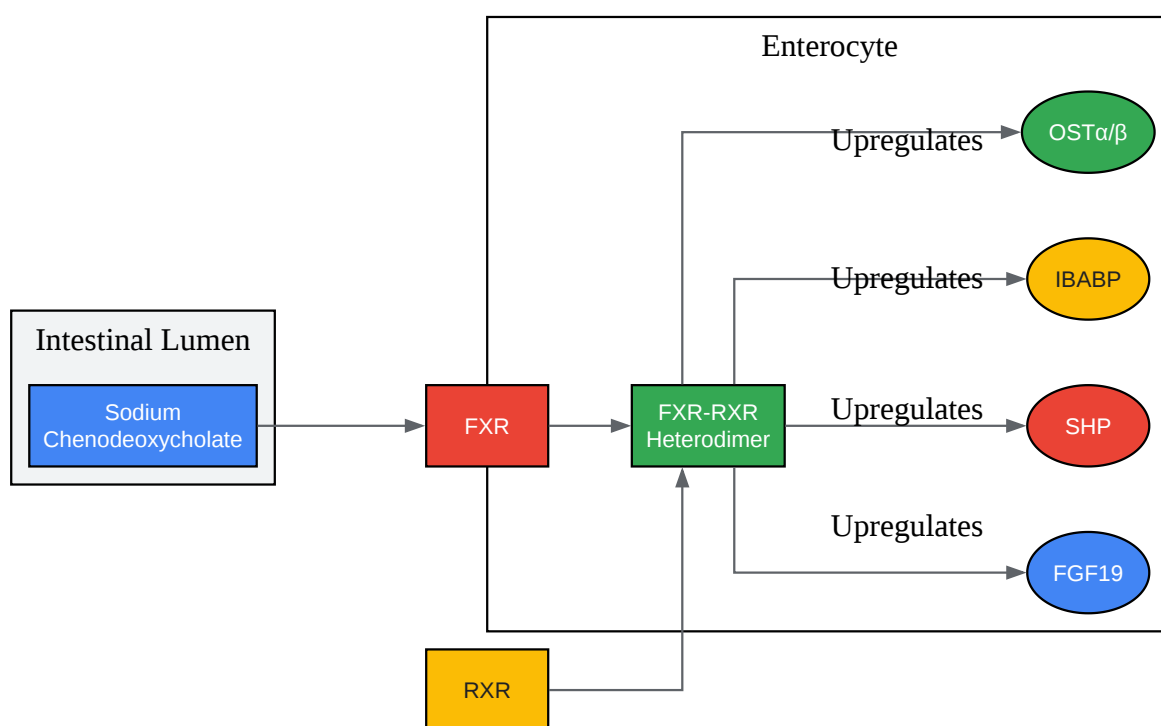 Enterocyte
OSTα/β
Upregulates
Upregulates
IBABP
Intestinal Lumen
Sodium
Chenodeoxycholate
FXR
FXR-RXR
Heterodimer
Upregulates
SHP
Upregulates
FGF19
RXR